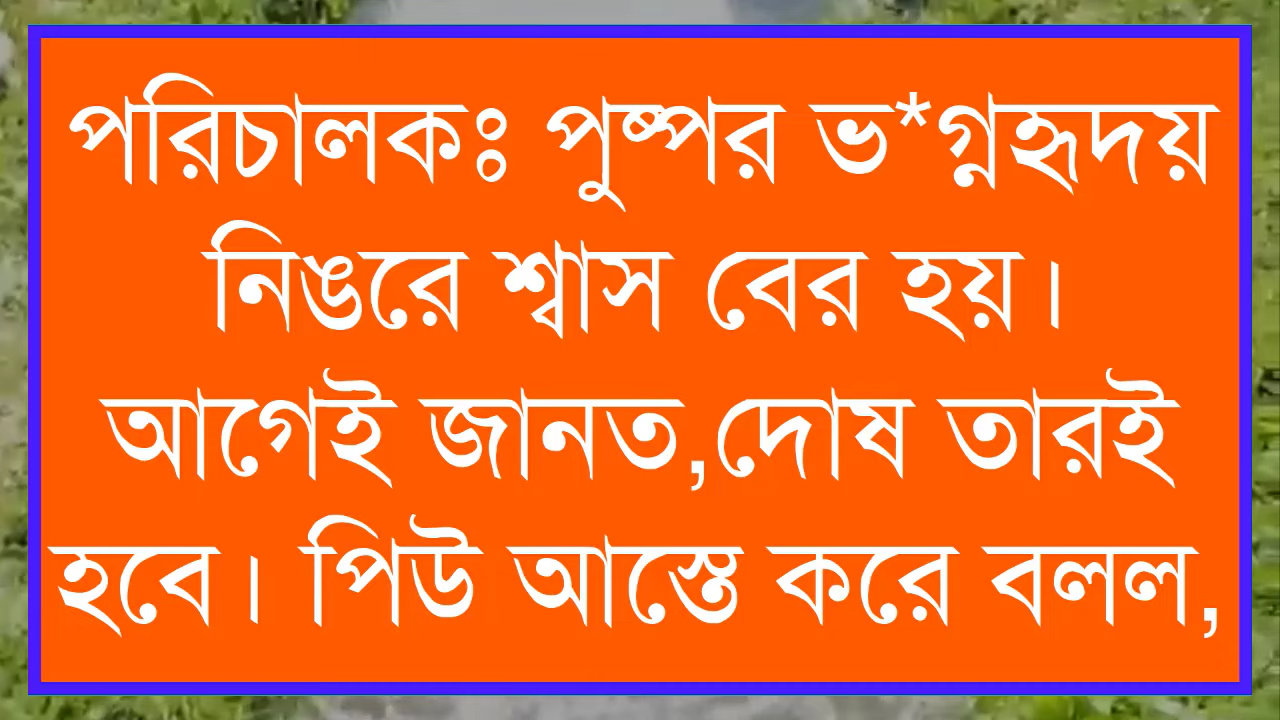 পরিচালকঃ পুষ্পর ভ*গ্নহৃদয়
নিঙরে শ্বাস বের হয়।
আগেই জানত,দোষ তারই
হবে। পিউ আস্তে করে বলল,